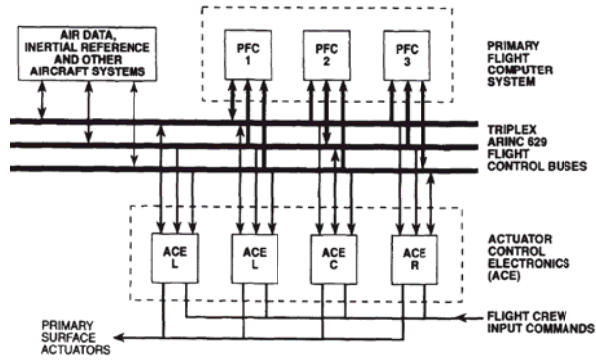 AIR DATA,
INERTIAL REFERENCE
AND OTHER
AIRCRAFT SYSTEMS
PFC
1
PFC
2
PFC
3
PRIMARY
FLIGHT
COMPUTER
SYSTEM
TRIPLEX
ARINC 629
FLIGHT
CONTROL BUSES
ACE
L
ACE
L
ACE
C
ACE
R
ACTUATOR
CONTROL
ELECTRONICS
(ACE)
FLIGHT CREW
INPUT COMMANDS
PRIMARY
SURFACE
ACTUATORS